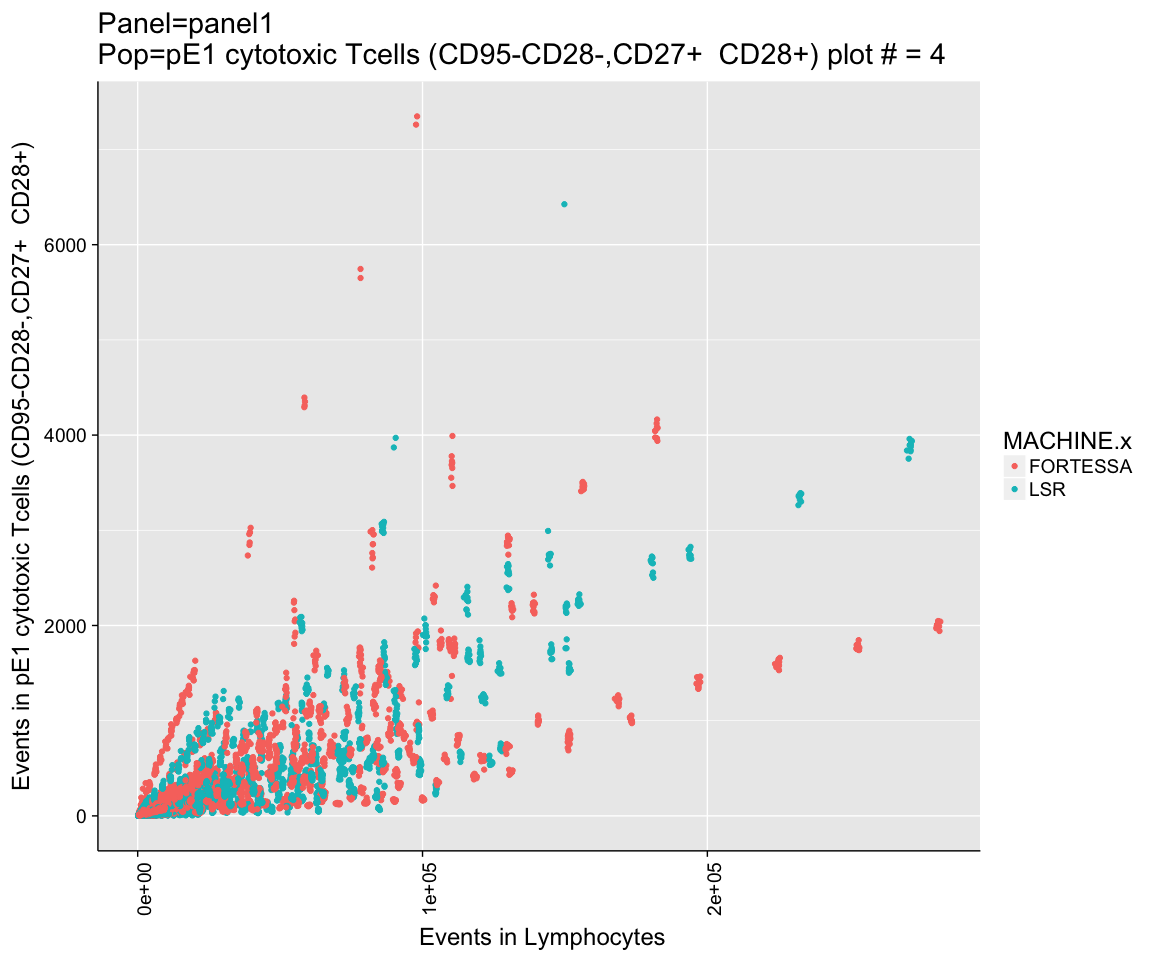 Panel=panel1
Pop=pE1 cytotoxic Tcells (CD95-CD28-,CD27+  CD28+) plot # = 4
Events in pE1 cytotoxic Tcells (CD95-CD28-,CD27+  CD28+)
6000
4000
2000
0
0e+00
1e+05
2e+05
Events in Lymphocytes
MACHINE.x
FORTESSA
LSR